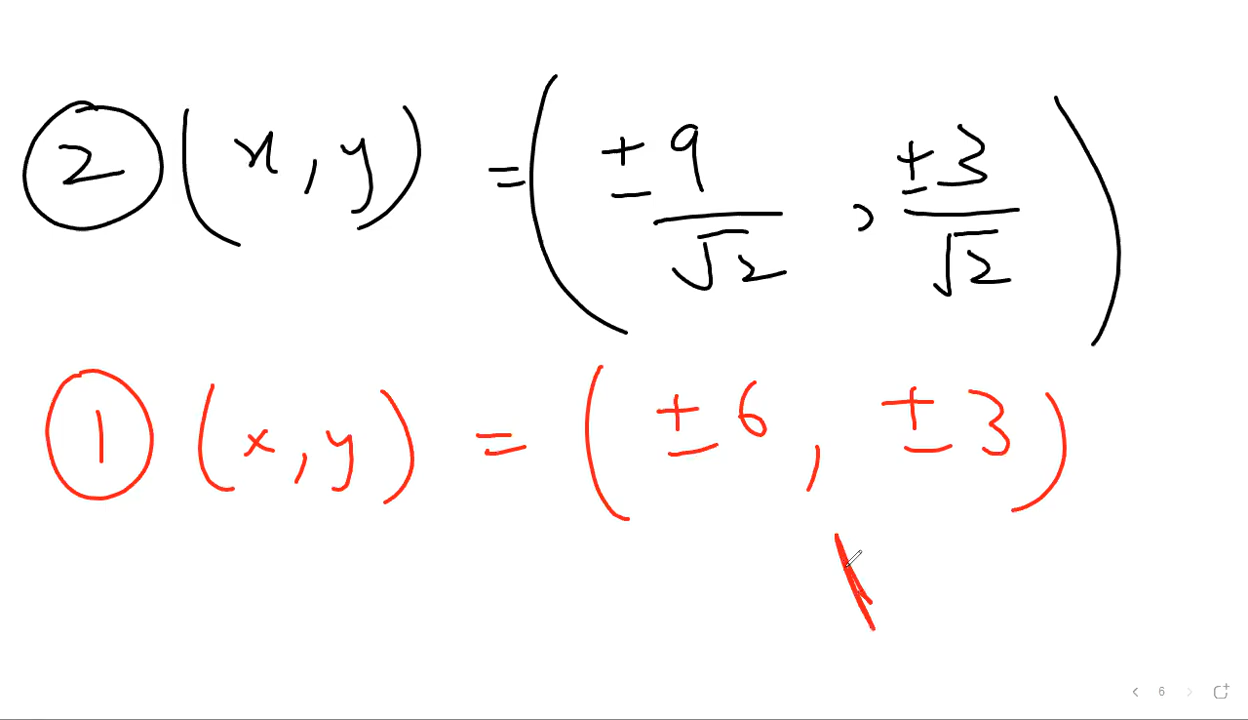 ② (x, y) = (±9/√2, ±3/√2)
① (x, y) = (±6, ±3)
6